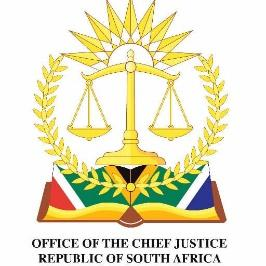 OFFICE OF THE CHIEF JUSTICE
REPUBLIC OF SOUTH AFRICA